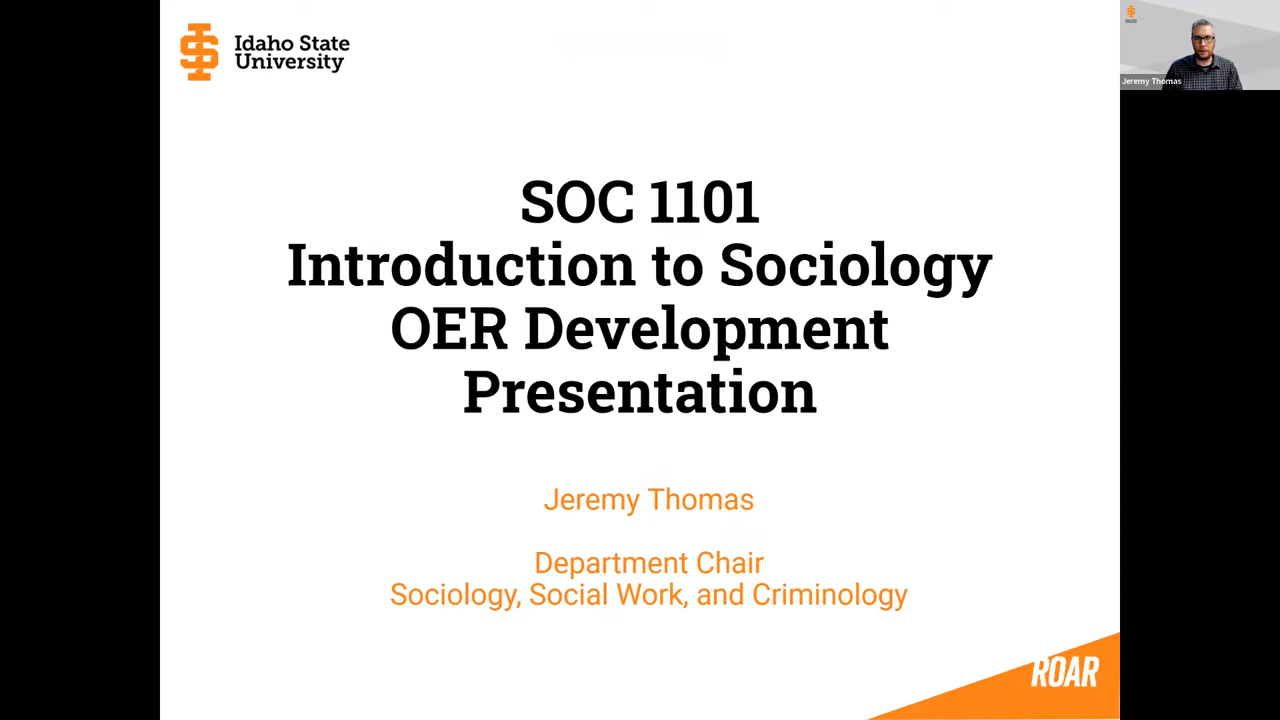 Idaho State
University
Jeremy Thomas
SOC 1101
Introduction to Sociology
OER Development
Presentation
Jeremy Thomas
Department Chair
Sociology, Social Work, and Criminology
ROAR